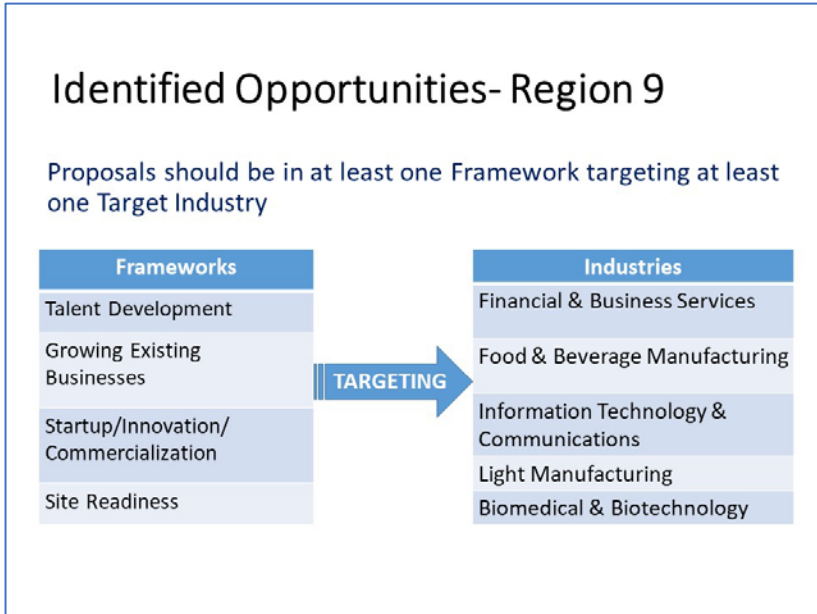 Identified Opportunities- Region 9
Proposals should be in at least one Framework targeting at least
one Target Industry
Frameworks
Talent Development
Growing Existing
Businesses
Startup/Innovation/
Commercialization
Site Readiness
TARGETING
Industries
Financial & Business Services
Food & Beverage Manufacturing
Information Technology &
Communications
Light Manufacturing
Biomedical & Biotechnology